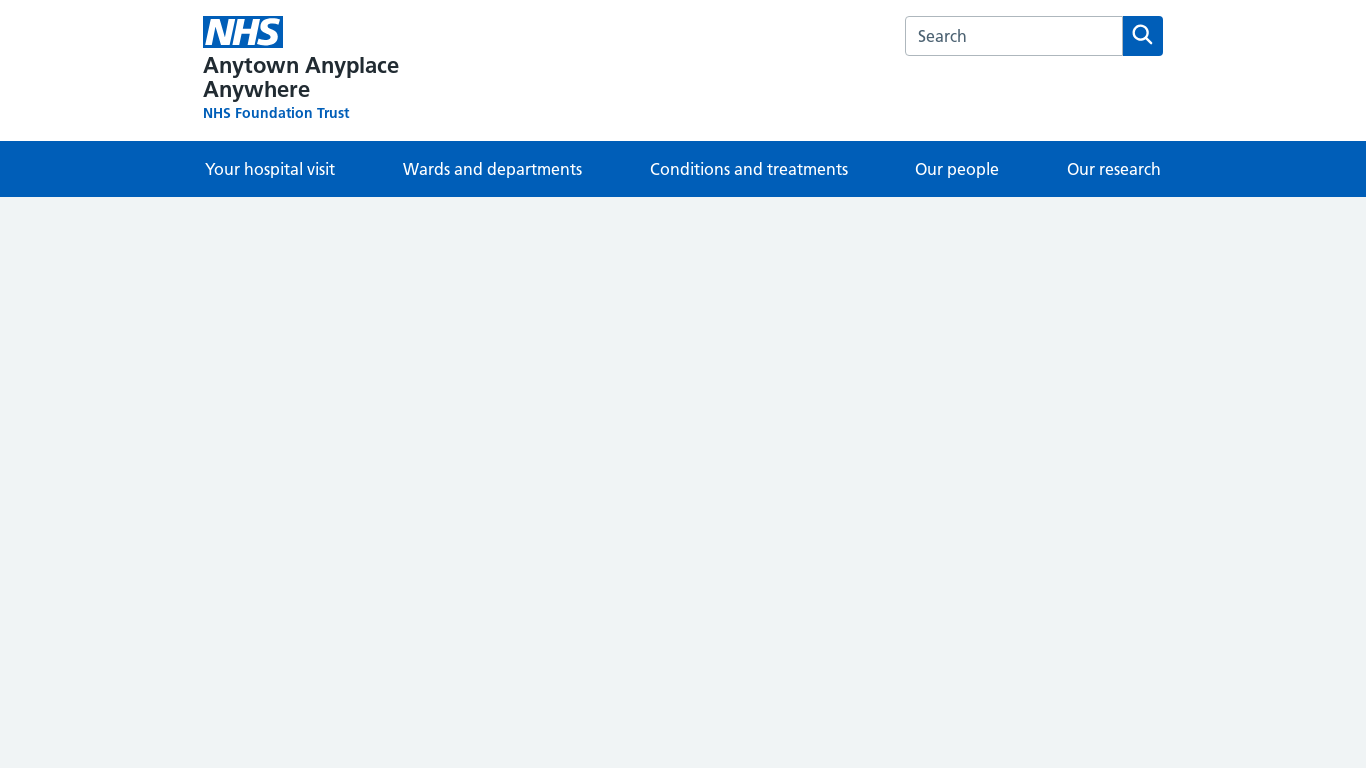 NHS
Search
Anytown Anyplace
Anywhere
NHS Foundation Trust
Your hospital visit
Wards and departments
Conditions and treatments
Our people
Our research